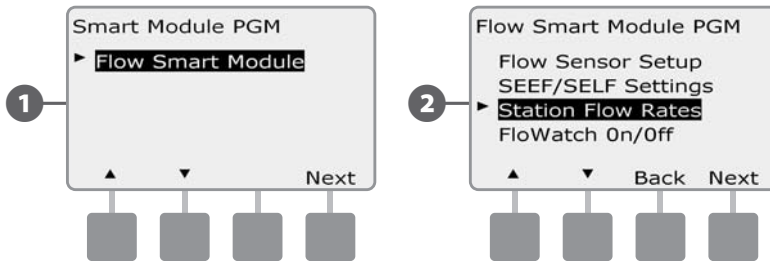 1
Smart Module PGM
► Flow Smart Module
▲ ▼ Next
2
Flow Smart Module PGM
Flow Sensor Setup
SEEF/SELF Settings
► Station Flow Rates
FloWatch 0n/0ff
▲ ▼ Back Next